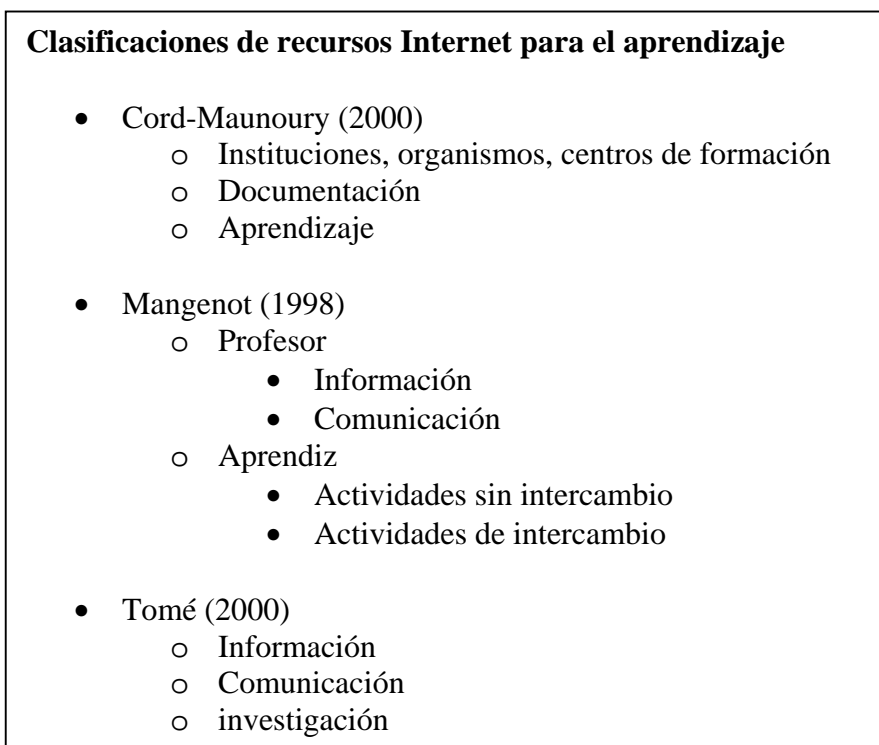 Clasificaciones de recursos Internet para el aprendizaje
• Cord-Maunoury (2000)
o Instituciones, organismos, centros de formación
o Documentación
o Aprendizaje
• Mangenot (1998)
o Profesor
• Información
• Comunicación
o Aprendiz
• Actividades sin intercambio
• Actividades de intercambio
• Tomé (2000)
o Información
o Comunicación
o investigación